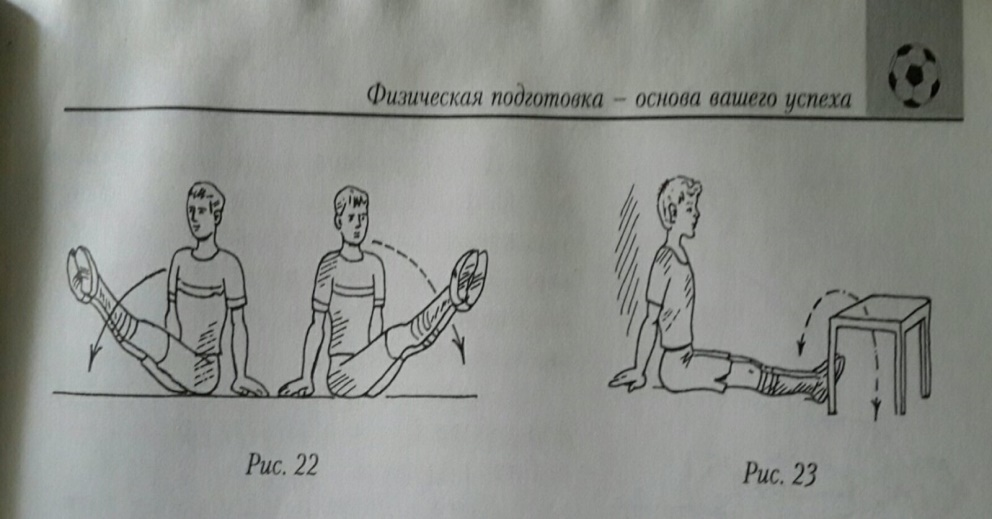 Физическая подготовка – основа вашего успеха
Рис. 22
Рис. 23